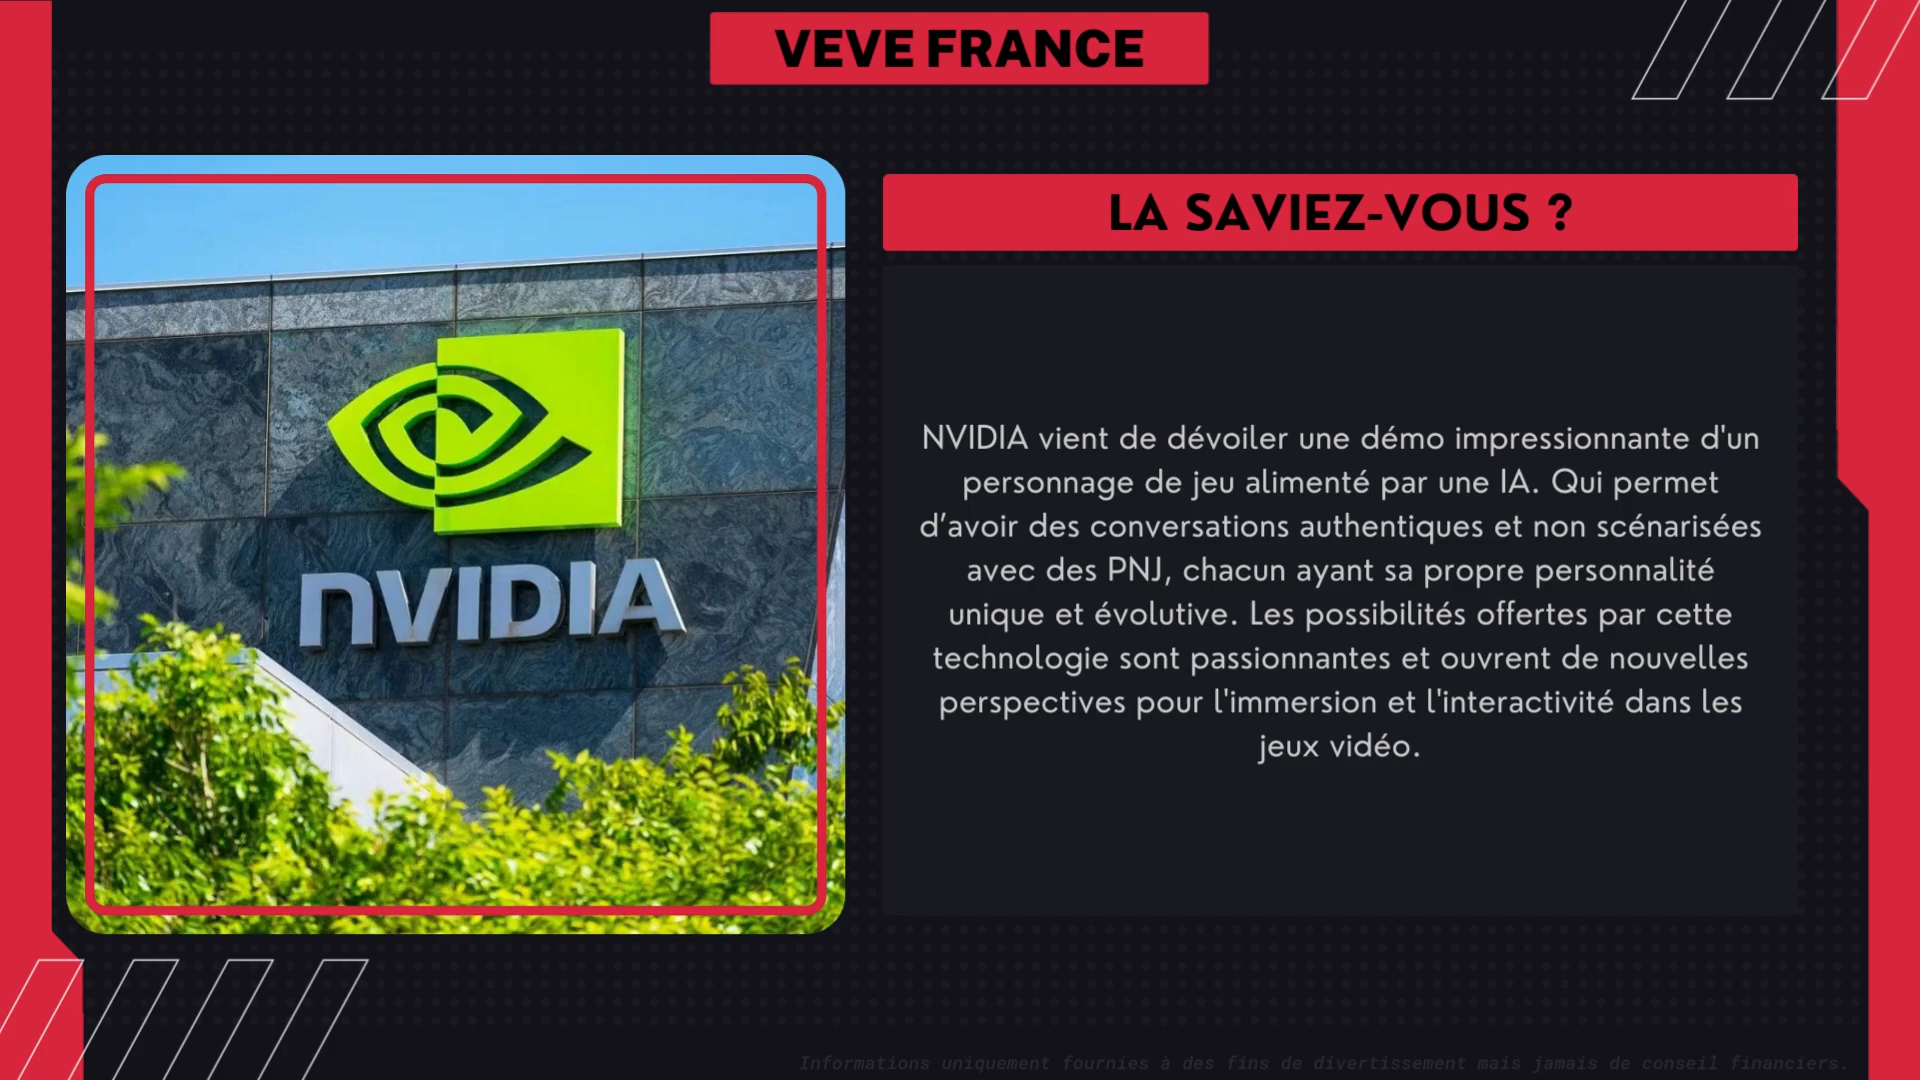 VEVE FRANCE
LA SAVIEZ-VOUS ?
NVIDIA
NVIDIA vient de dévoiler une démo impressionnante d'un
personnage de jeu alimenté par une IA. Qui permet
d’avoir des conversations authentiques et non scénarisées
avec des PNJ, chacun ayant sa propre personnalité
unique et évolutive. Les possibilités offertes par cette
technologie sont passionnantes et ouvrent de nouvelles
perspectives pour l'immersion et l'interactivité dans les
jeux vidéo.
Informations uniquement fournies à des fins de divertissement mais jamais de conseil financiers.